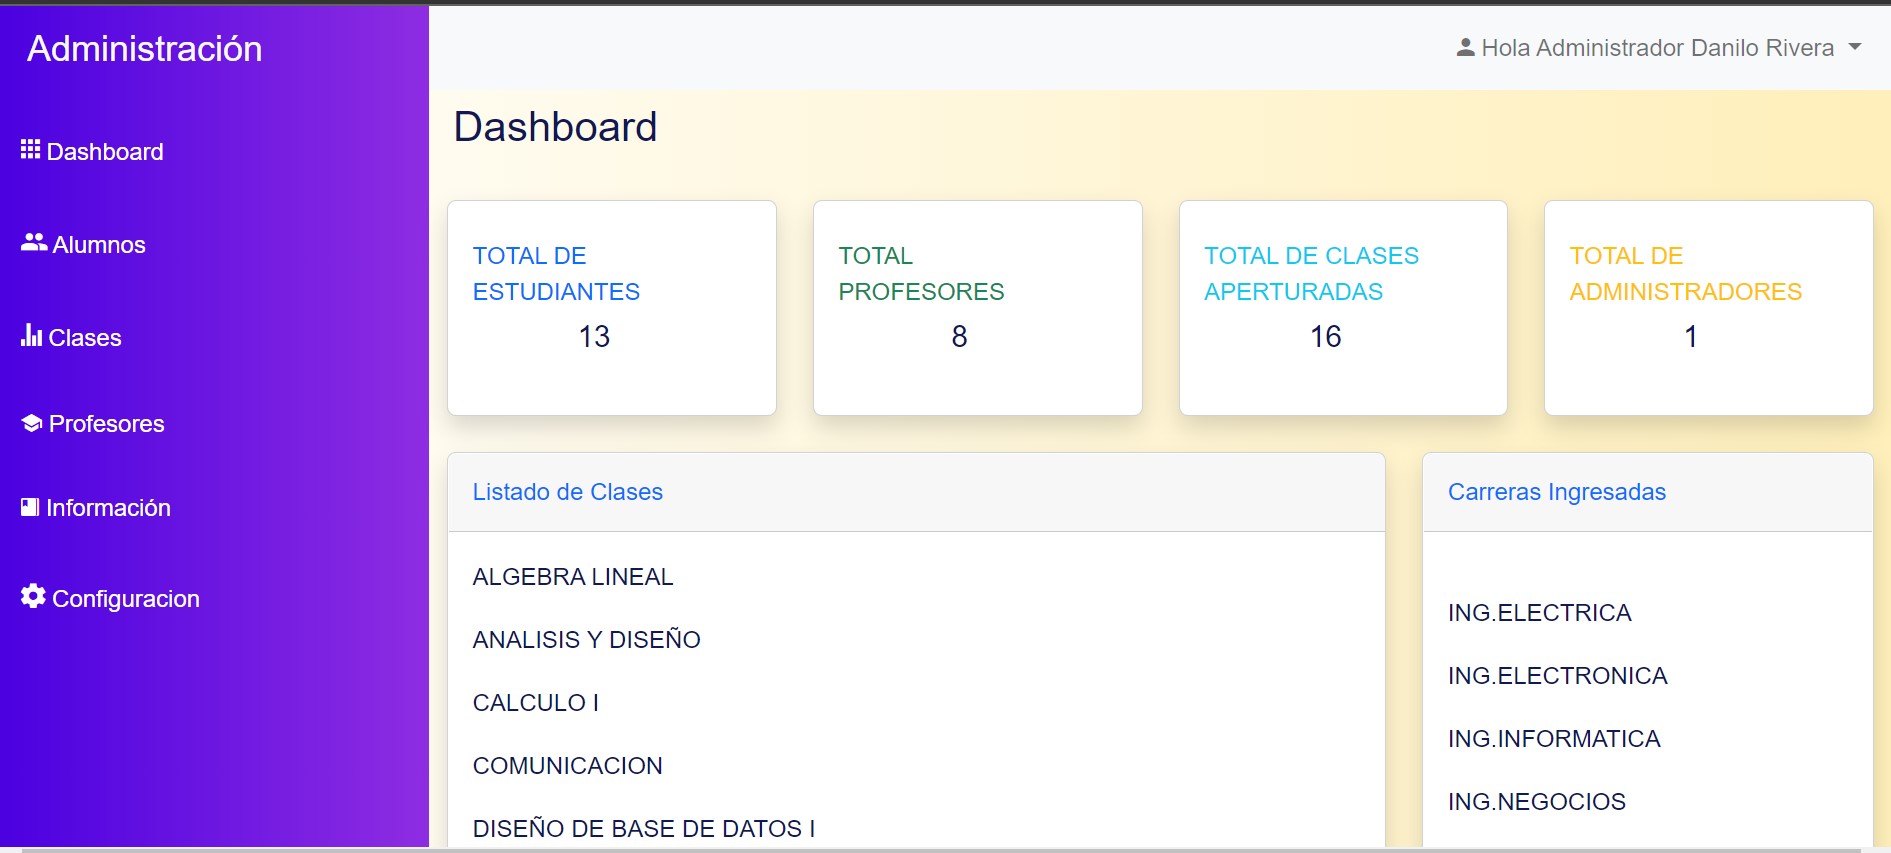 Administración
Hola Administrador Danilo Rivera
Dashboard
Alumnos
Clases
Profesores
Información
Configuracion
Dashboard
TOTAL DE
ESTUDIANTES
13
TOTAL
PROFESORES
8
TOTAL DE CLASES
APERTURADAS
16
TOTAL DE
ADMINISTRADORES
1
Listado de Clases
ALGEBRA LINEAL
ANALISIS Y DISEÑO
CALCULO I
COMUNICACION
DISEÑO DE BASE DE DATOS I
Carreras Ingresadas
ING.ELECTRICA
ING.ELECTRONICA
ING.INFORMATICA
ING.NEGOCIOS